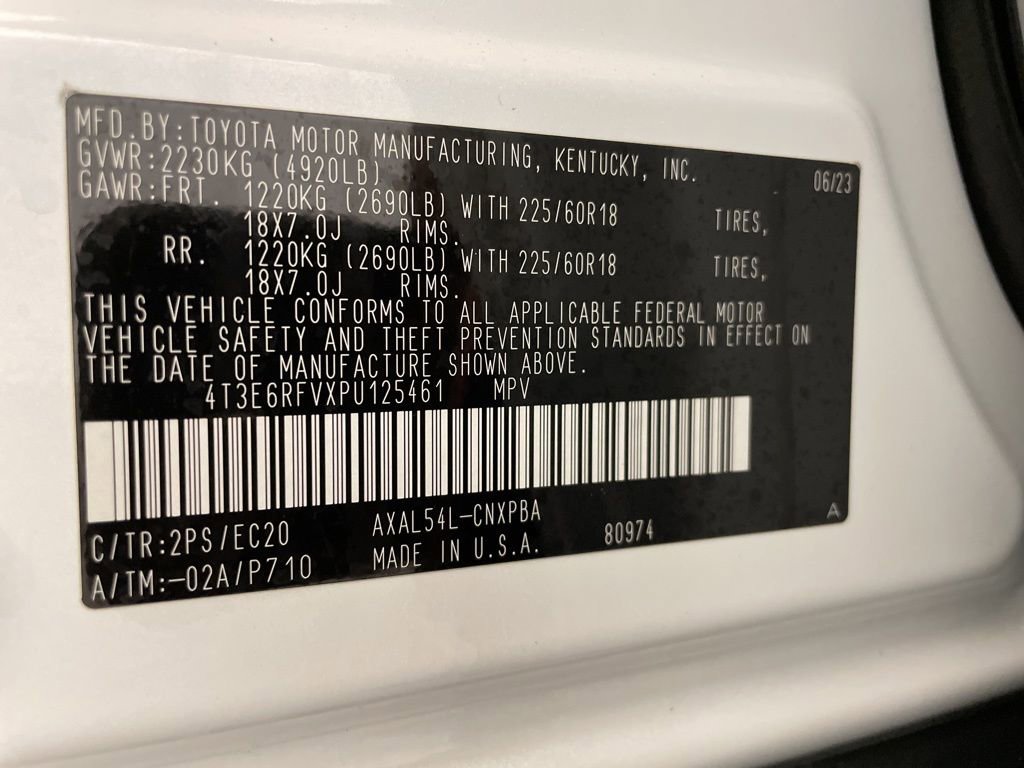 MFD.BY:TOYOTA MOTOR MANUFACTURING, KENTUCKY, INC. 06/23
GVWR:2230KG (4920LB)
GAWR:FRT. 1220KG (2690LB) WITH 225/60R18 TIRES,
18X7.0J RIMS.
RR. 1220KG (2690LB) WITH 225/60R18 TIRES,
18X7.0J RIMS.
THIS VEHICLE CONFORMS TO ALL APPLICABLE FEDERAL MOTOR
VEHICLE SAFETY AND THEFT PREVENTION STANDARDS IN EFFECT ON
THE DATE OF MANUFACTURE SHOWN ABOVE.
4T3E6RFVXPU125461 MPV
C/TR:2PS/EC20 AXAL54L-CNXPBA A
A/TM:-02A/P710 MADE IN U.S.A. 80974